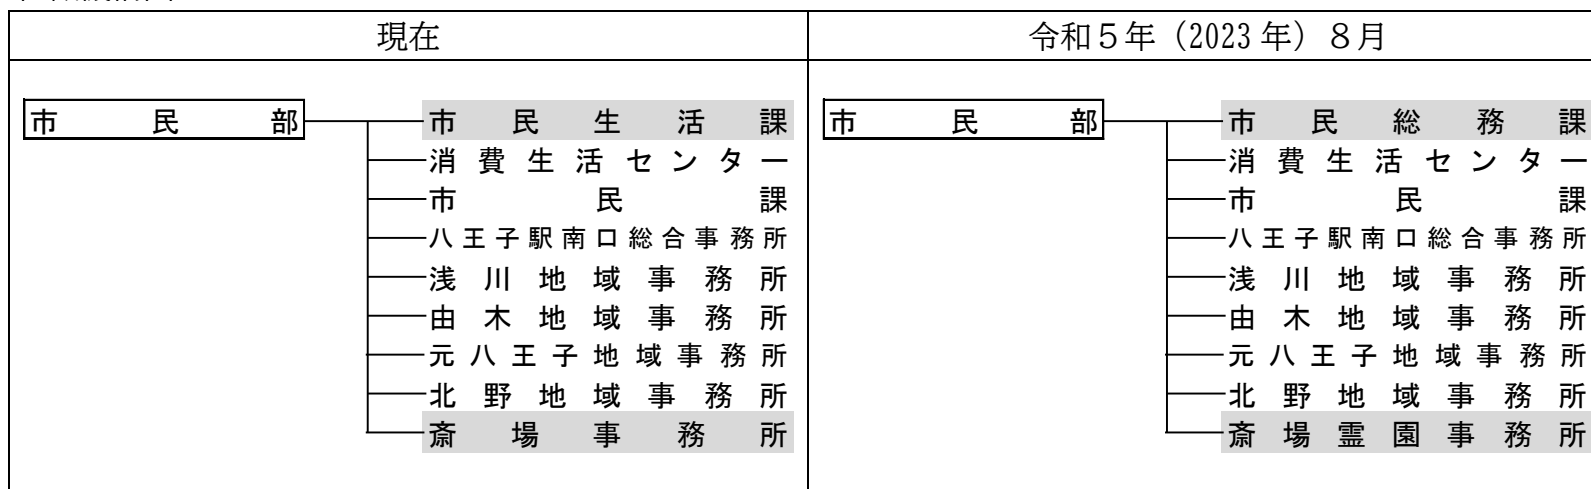 現在
市民部
市民生活課
消費生活センター
市民課
八王子駅南口総合事務所
浅川地域事務所
由木地域事務所
元八王子地域事務所
北野地域事務所
斎場事務所
令和５年（2023年）８月
市民部
市民総務課
消費生活センター
市民課
八王子駅南口総合事務所
浅川地域事務所
由木地域事務所
元八王子地域事務所
北野地域事務所
斎場霊園事務所